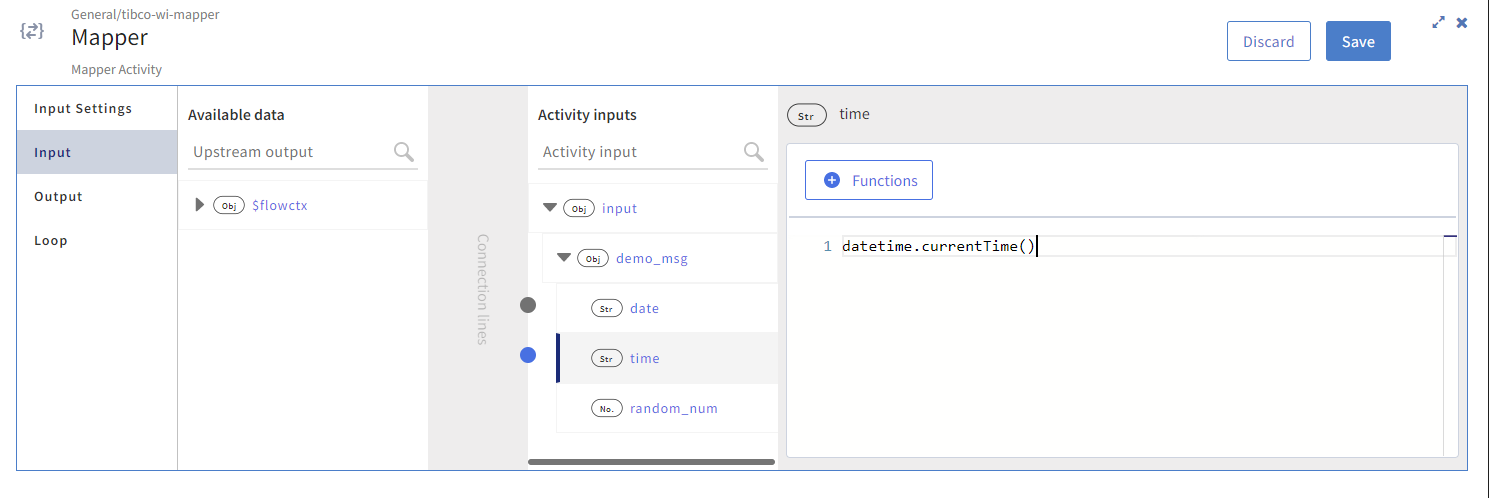 General/tibco-wi-mapper
Mapper
Mapper Activity
Discard
Save
Input Settings
Input
Output
Loop
Available data
Upstream output
Obj $flowctx
Connection lines
Activity inputs
Activity input
Obj input
Obj demo_msg
Str date
Str time
No. random_num
Str time
Functions
1 datetime.currentTime()